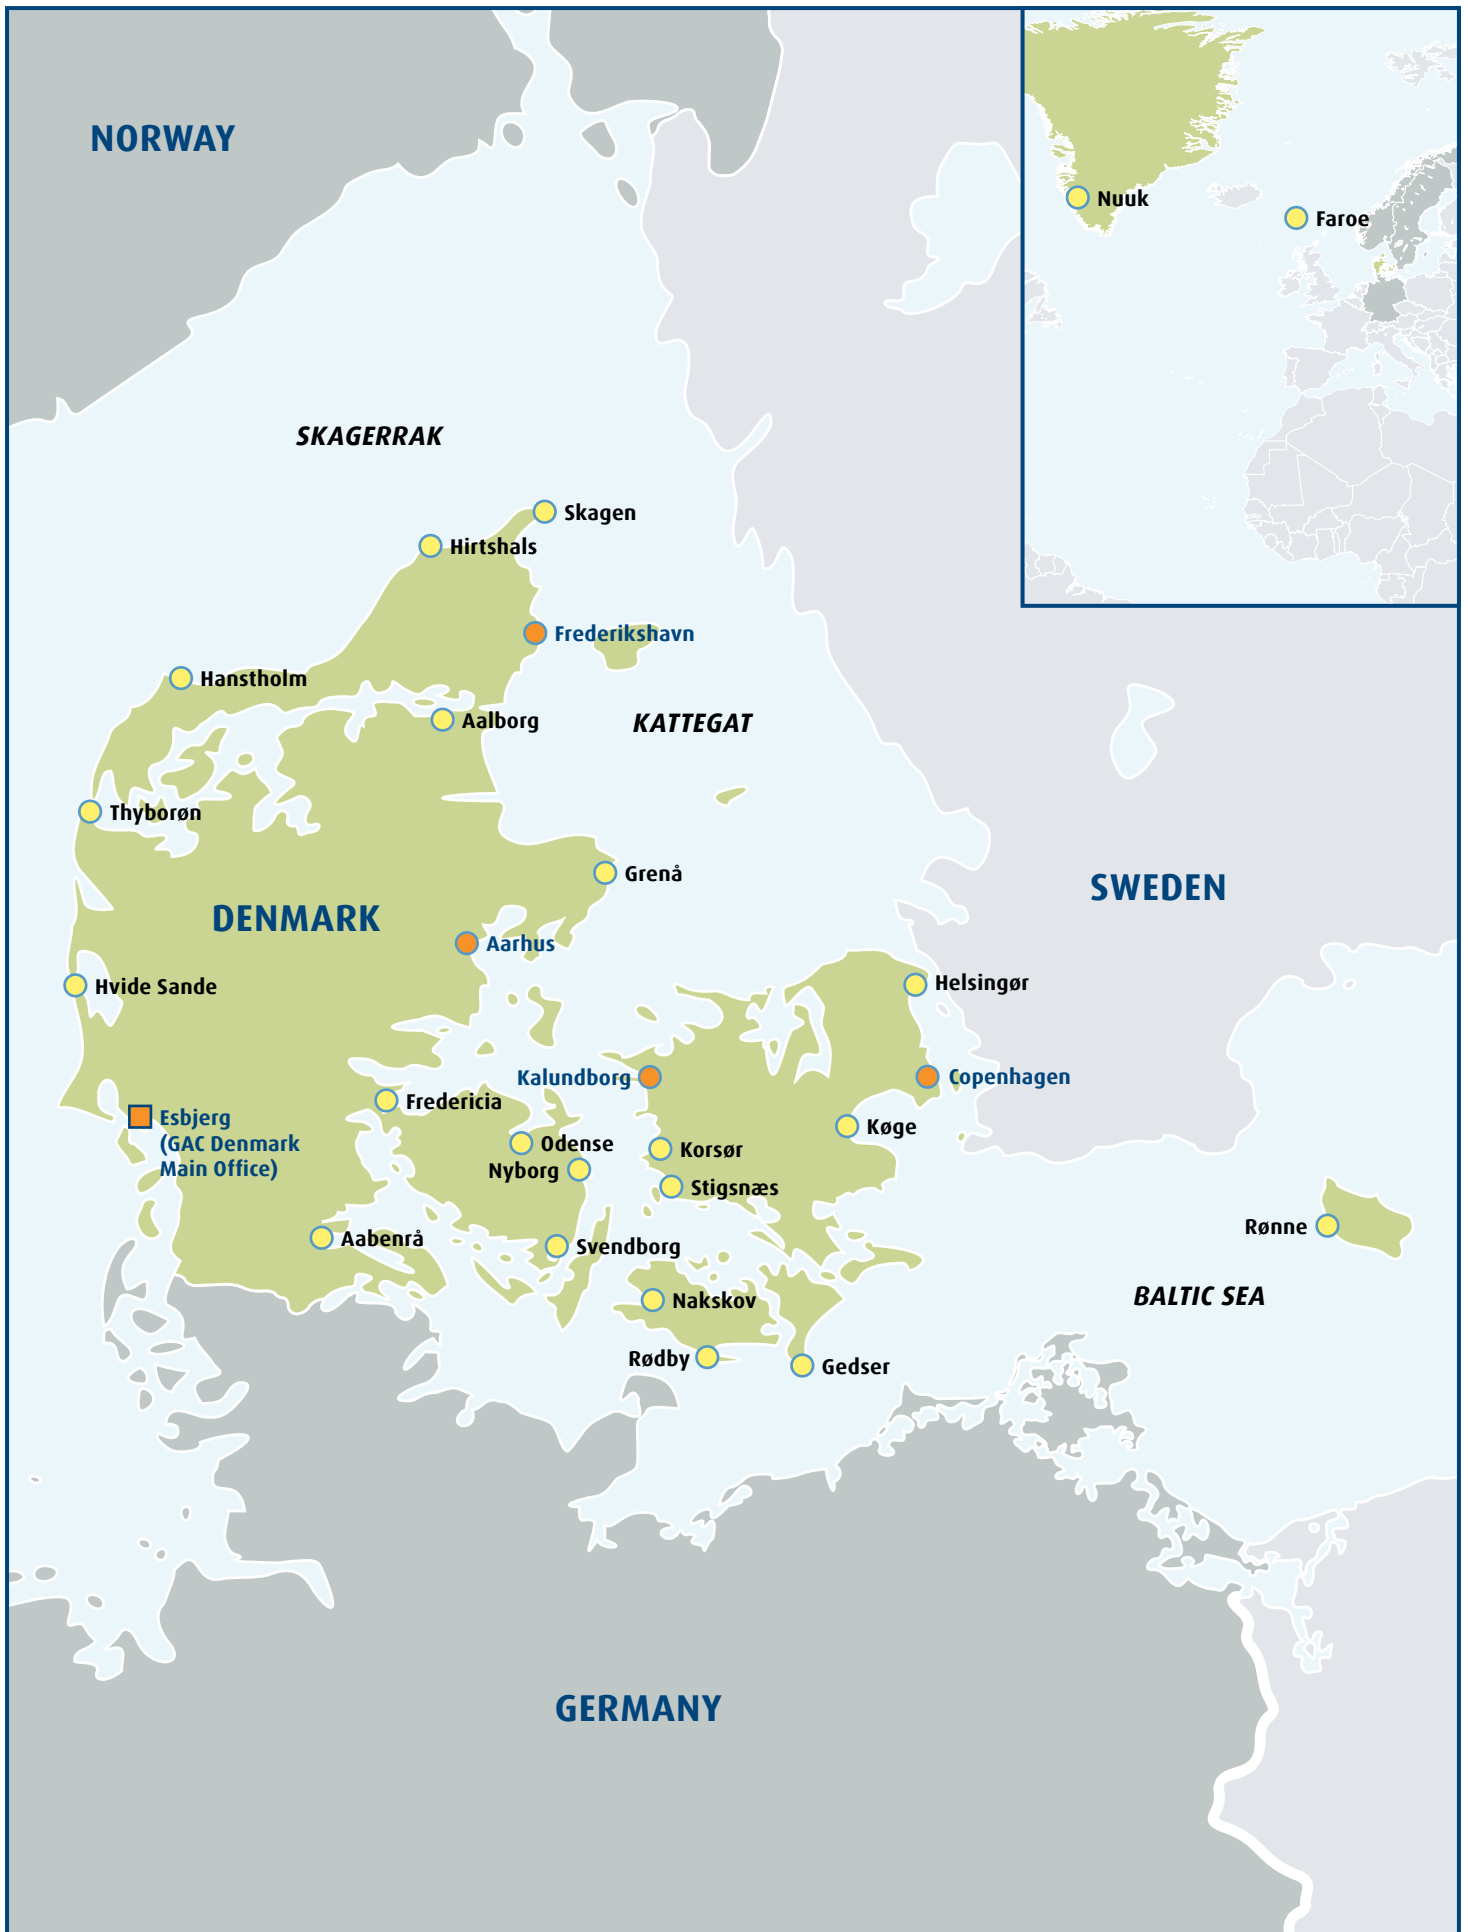 NORWAY
Nuuk
Faroe
SKAGERRAK
Skagen
Hirtshals
Frederikshavn
Hanstholm
Aalborg
KATTEGAT
Thyborøn
Grenå
SWEDEN
DENMARK
Aarhus
Hvide Sande
Helsingør
Kalundborg
Copenhagen
Fredericia
Esbjerg
(GAC Denmark
Main Office)
Køge
Odense
Korsør
Nyborg
Stigsnæs
Rønne
Aabenrå
Svendborg
BALTIC SEA
Nakskov
Rødby
Gedser
GERMANY